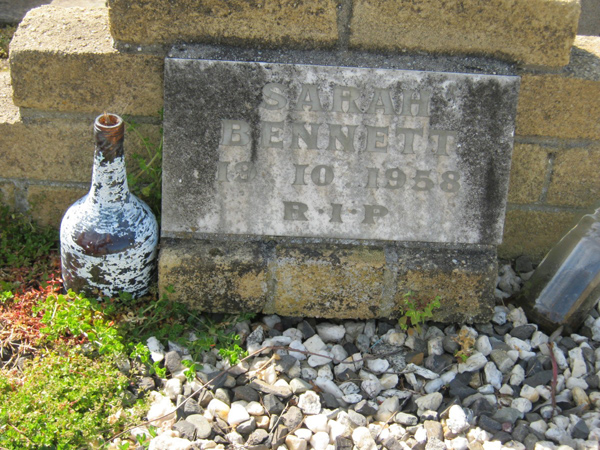 SARAH
BENNETT
13 10 1958
R·I·P